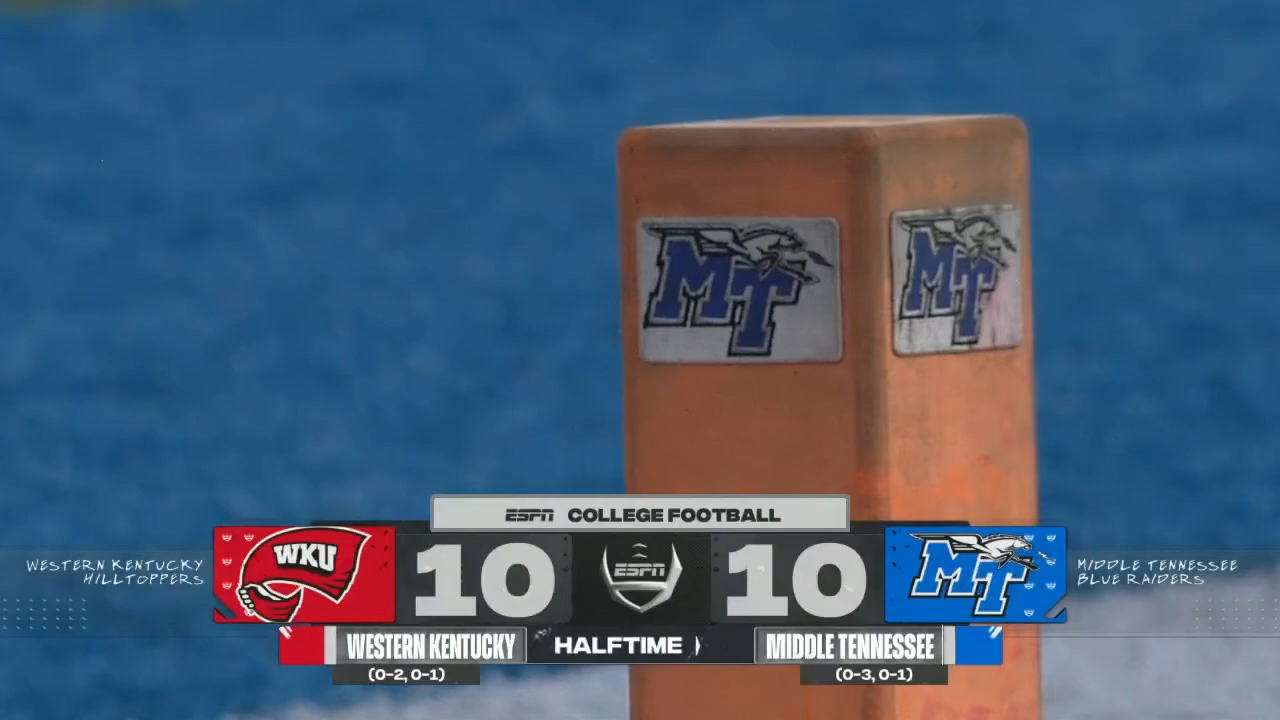 MT
MT
ESPN COLLEGE FOOTBALL
WESTERN KENTUCKY
HILLTOPPERS
WKU
10
ESPN
10
MT
MIDDLE TENNESSEE
BLUE RAIDERS
WESTERN KENTUCKY
HALFTIME
MIDDLE TENNESSEE
(0-2, 0-1)
(0-3, 0-1)